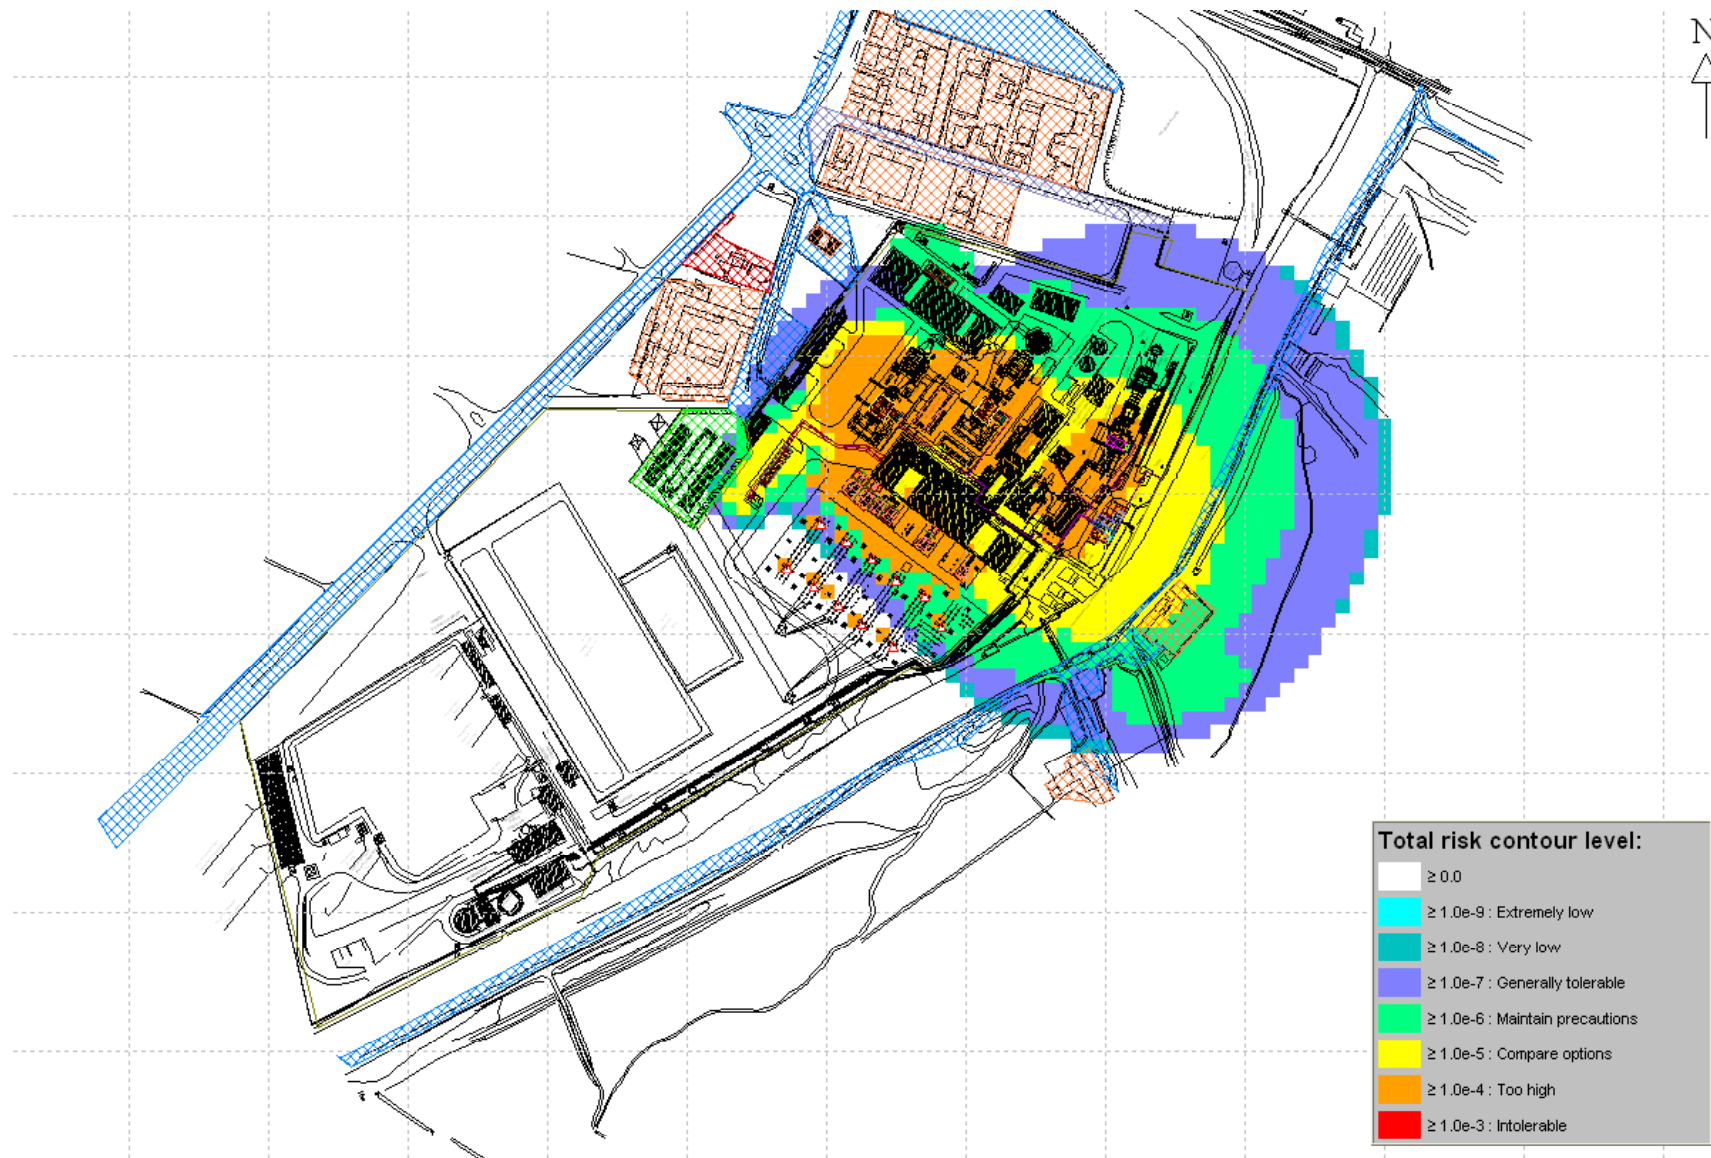 N
Total risk contour level:
≥ 0.0
≥ 1.0e-9 : Extremely low
≥ 1.0e-8 : Very low
≥ 1.0e-7 : Generally tolerable
≥ 1.0e-6 : Maintain precautions
≥ 1.0e-5 : Compare options
≥ 1.0e-4 : Too high
≥ 1.0e-3 : Intolerable